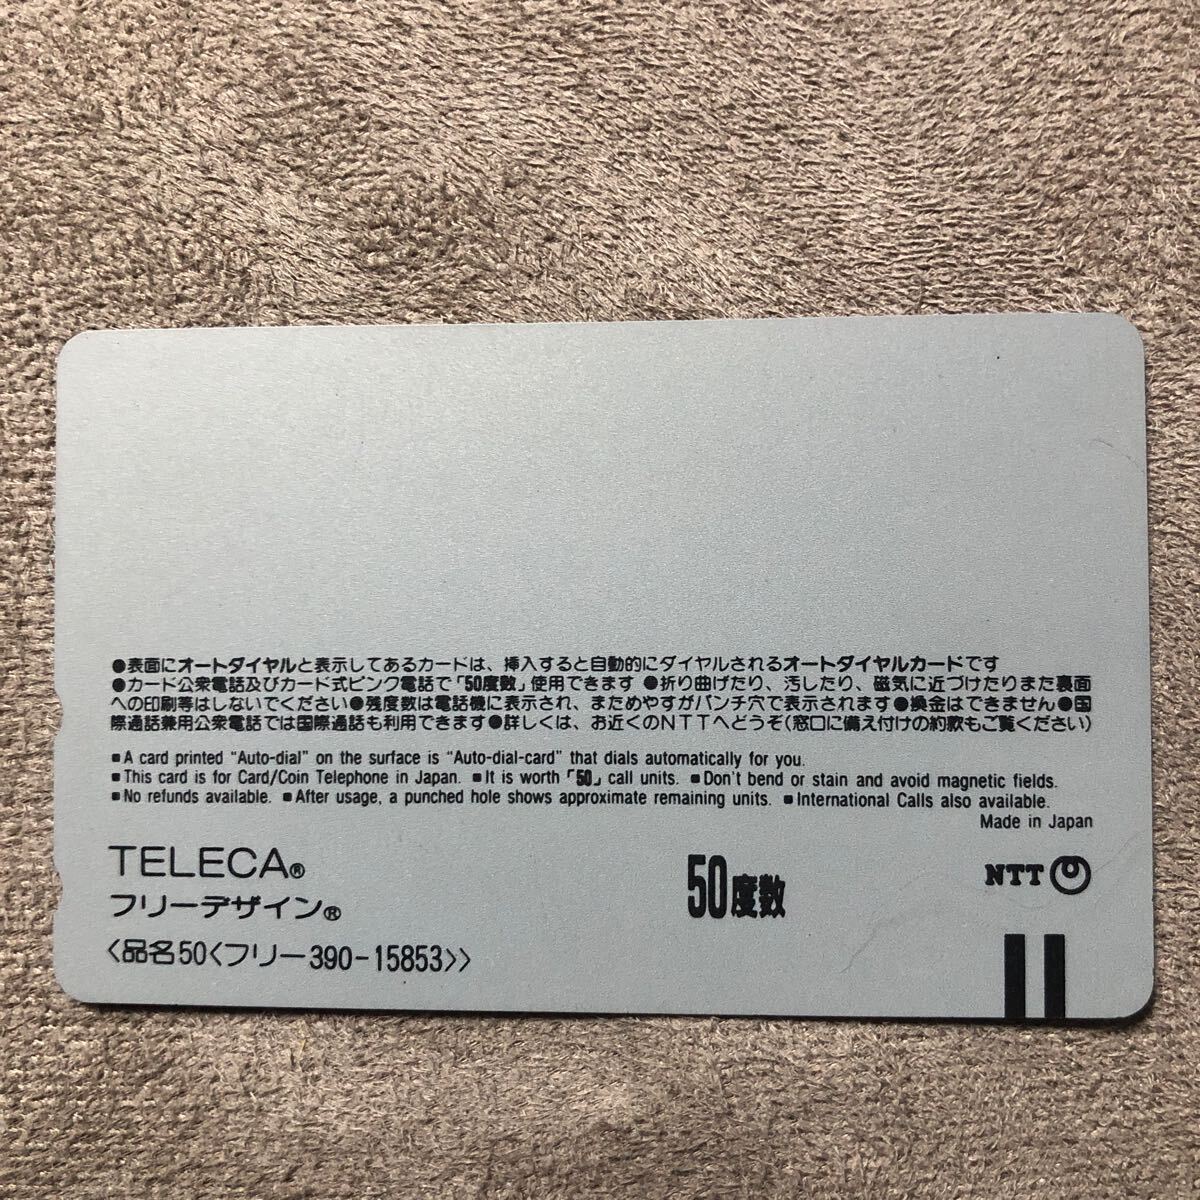 ●表面にオートダイヤルと表示してあるカードは、挿入すると自動的にダイヤルされるオートダイヤルカードです
●カード公衆電話及びカード式ピンク電話で「50度数」使用できます ●折り曲げたり、汚したり、磁気に近づけたりまた裏面
への印刷等はしないでください●残度数は電話機に表示され、まためやすがパンチ穴で表示されます●換金はできません●国
際通話兼用公衆電話では国際通話も利用できます●詳しくは、お近くのNTTへどうぞ(窓口に備え付けの約款もご覧ください)
■A card printed "Auto-dial" on the surface is "Auto-dial-card" that dials automatically for you.
■This card is for Card/Coin Telephone in Japan. ■It is worth「50」call units. ■Don't bend or stain and avoid magnetic fields.
■No refunds available. ■After usage, a punched hole shows approximate remaining units. ■International Calls also available.
Made in Japan
TELECA®
フリーデザイン®
〈品名50〈フリー390-15853〉〉
50度数
NTT